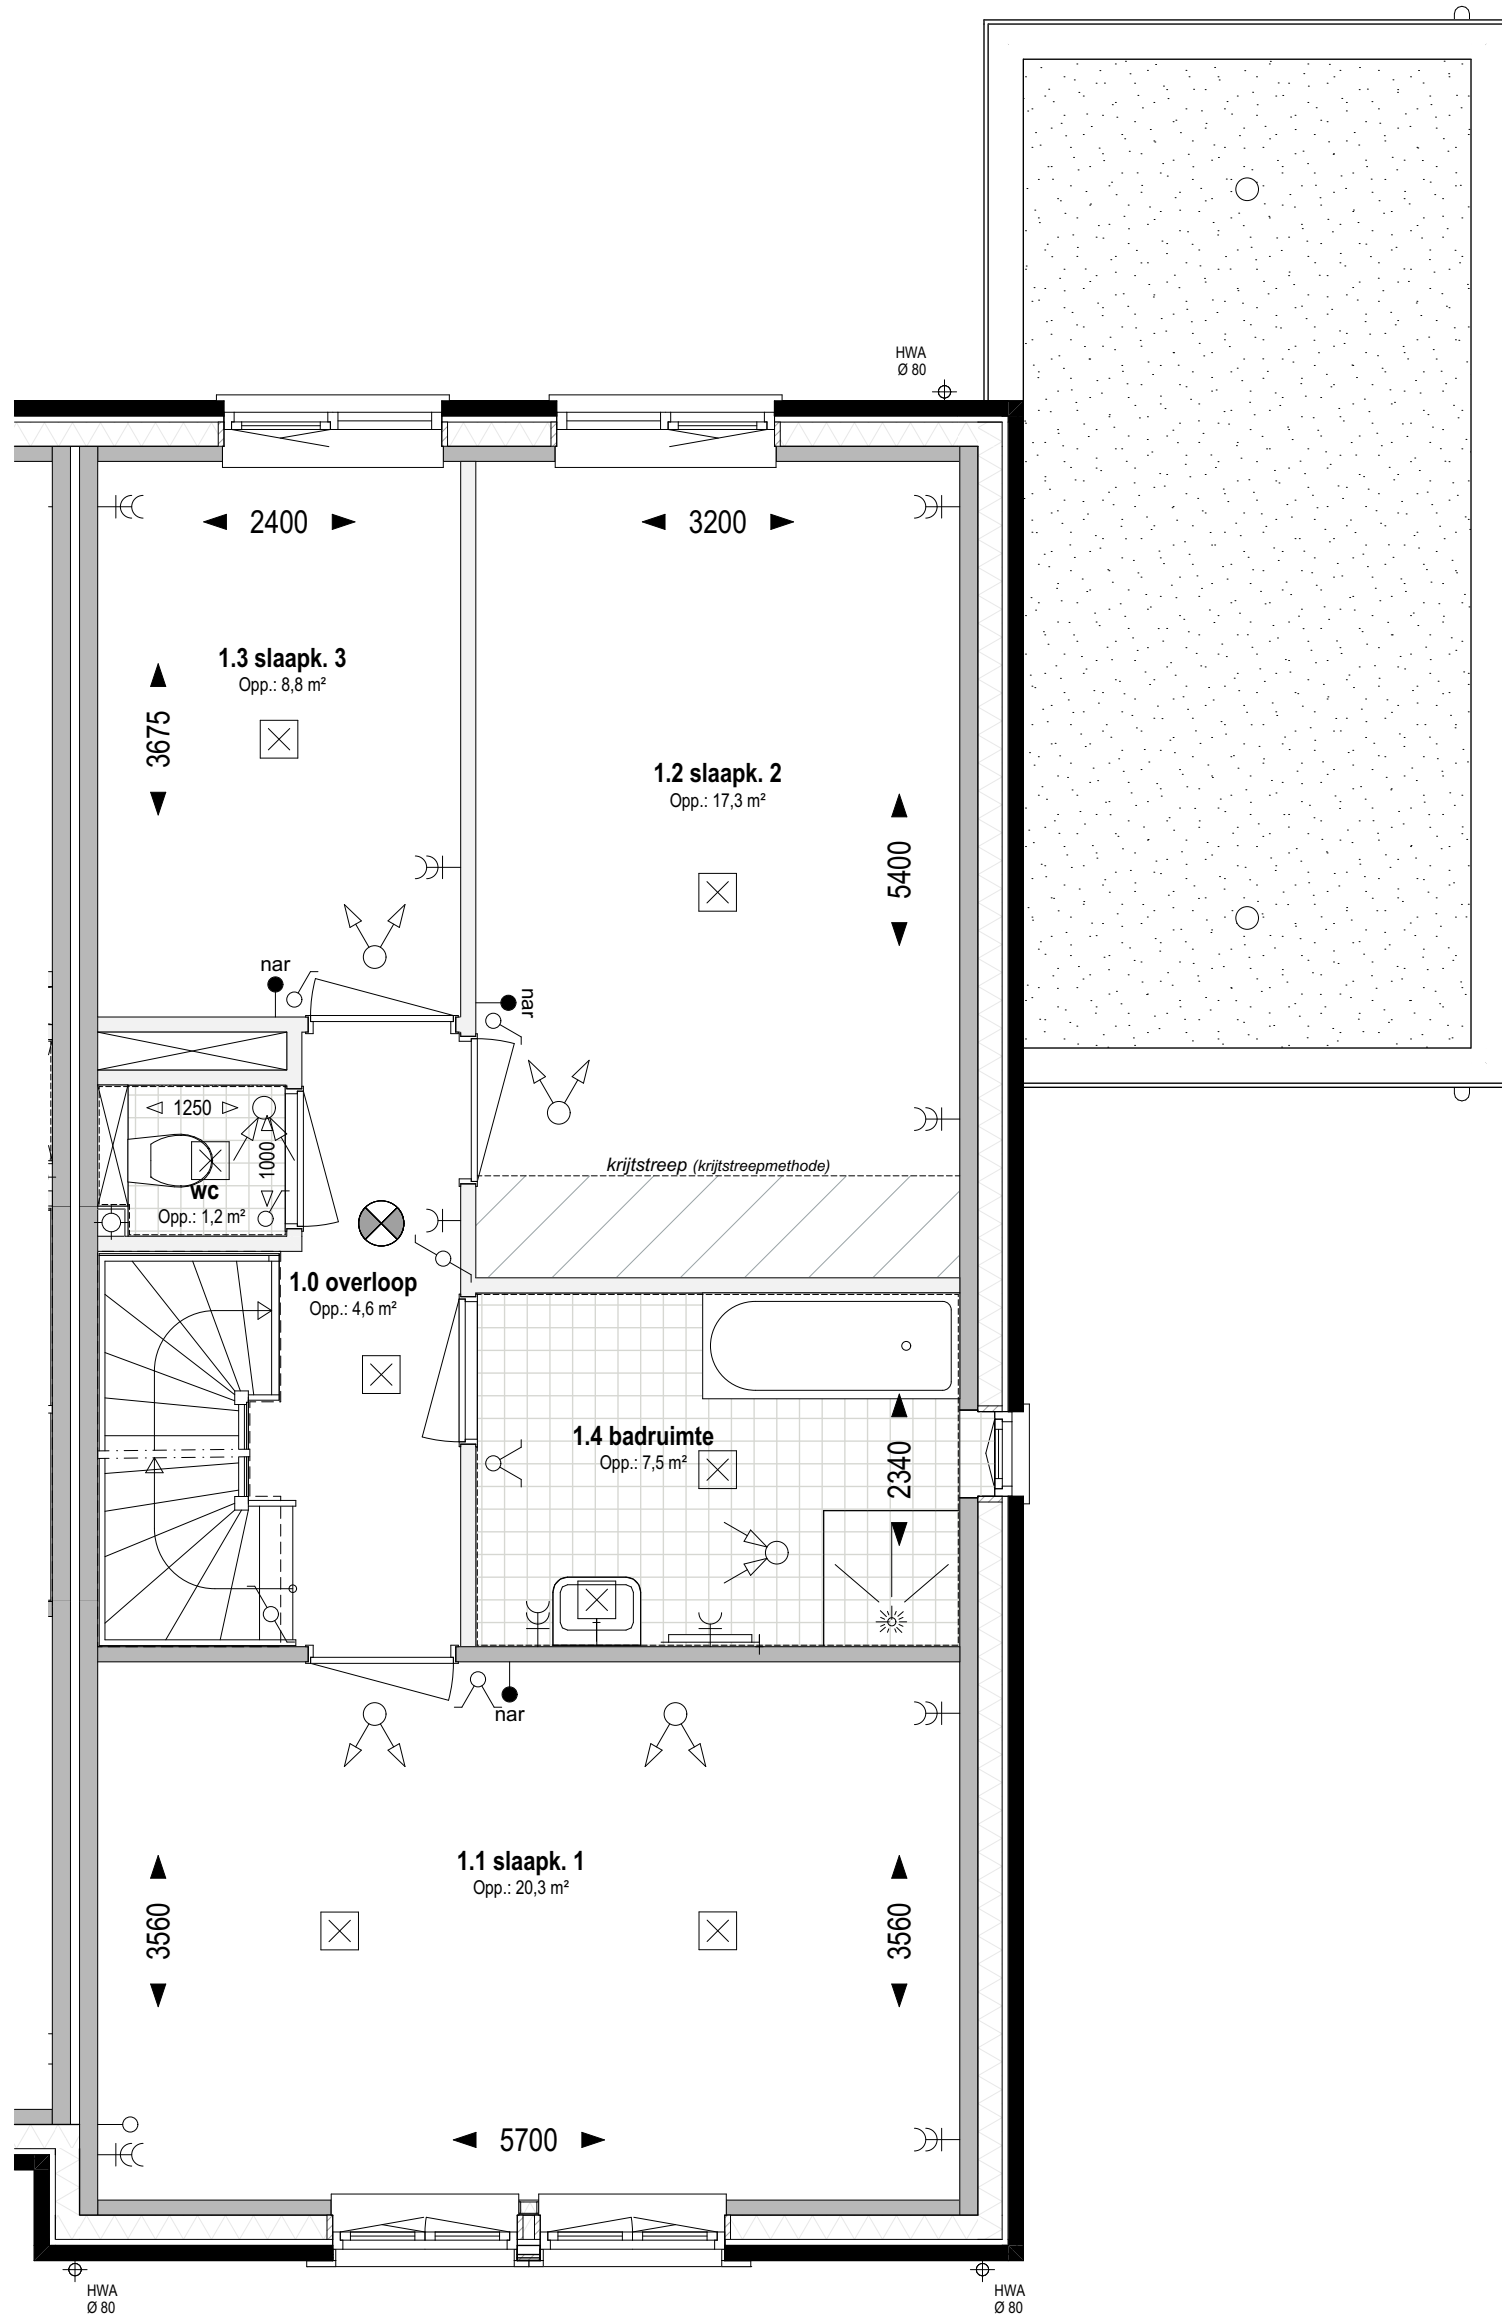 HWA
Ø 80
2400
3200
1.3 slaapk. 3
Opp.: 8,8 m²
3675
1.2 slaapk. 2
Opp.: 17,3 m²
5400
nar
nar
1250
1000
wc
Opp.: 1,2 m²
krijtstreep (krijtstreepmethode)
1.0 overloop
Opp.: 4,6 m²
1.4 badruimte
Opp.: 7,5 m²
2340
nar
1.1 slaapk. 1
Opp.: 20,3 m²
3560
3560
5700
HWA
Ø 80
HWA
Ø 80